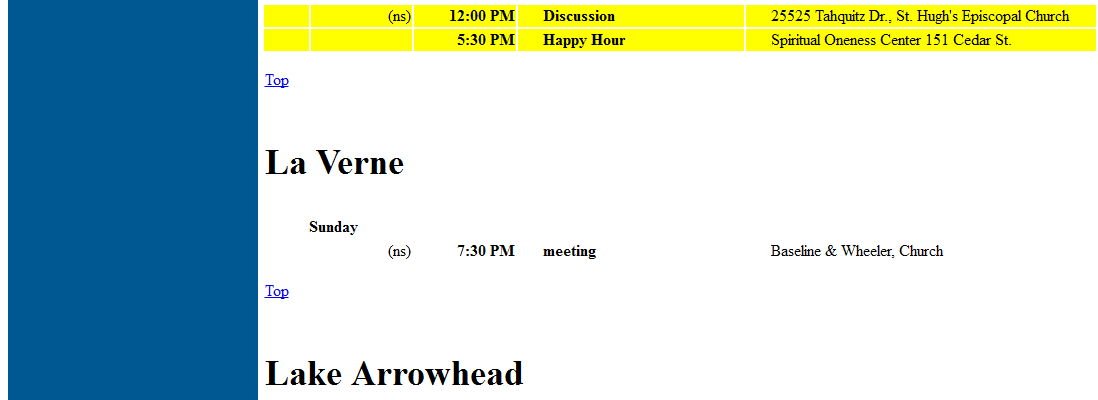 (ns) 12:00 PM Discussion 25525 Tahquitz Dr., St. Hugh's Episcopal Church
5:30 PM Happy Hour Spiritual Oneness Center 151 Cedar St.
Top
La Verne
Sunday
(ns) 7:30 PM meeting Baseline & Wheeler, Church
Top
Lake Arrowhead